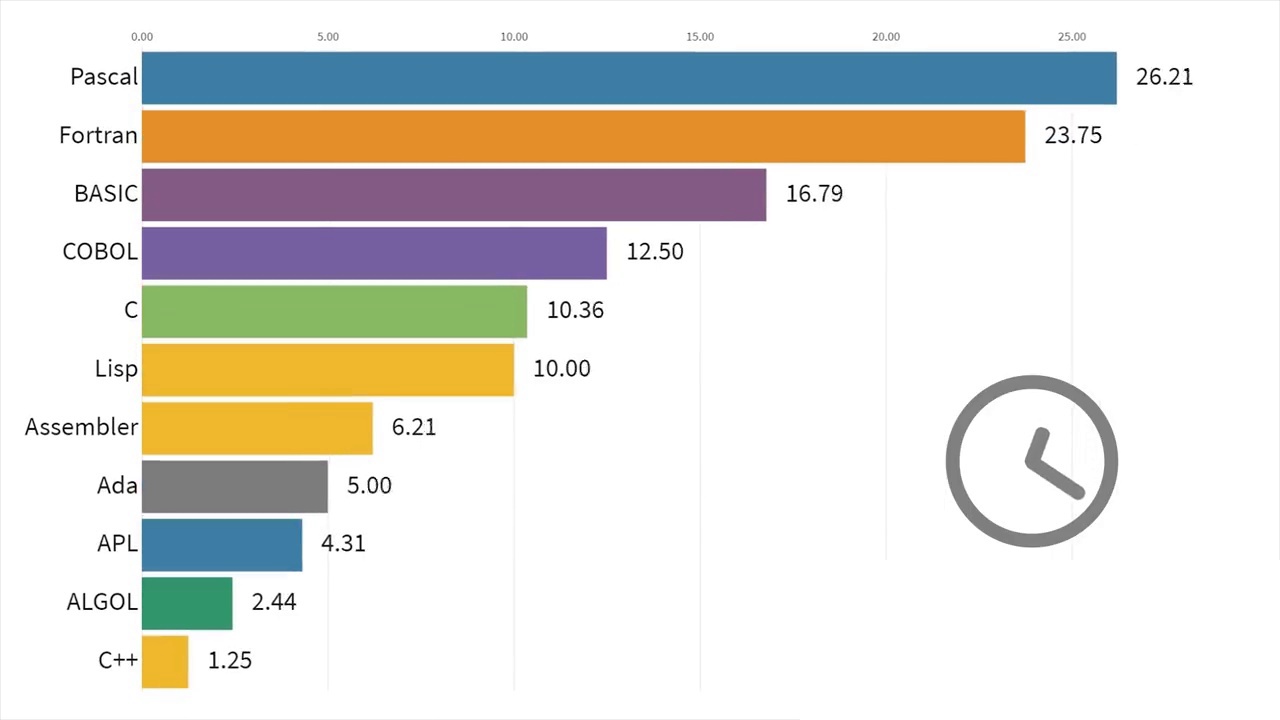 0.00 5.00 10.00 15.00 20.00 25.00
Pascal 26.21
Fortran 23.75
BASIC 16.79
COBOL 12.50
C 10.36
Lisp 10.00
Assembler 6.21
Ada 5.00
APL 4.31
ALGOL 2.44
C++ 1.25